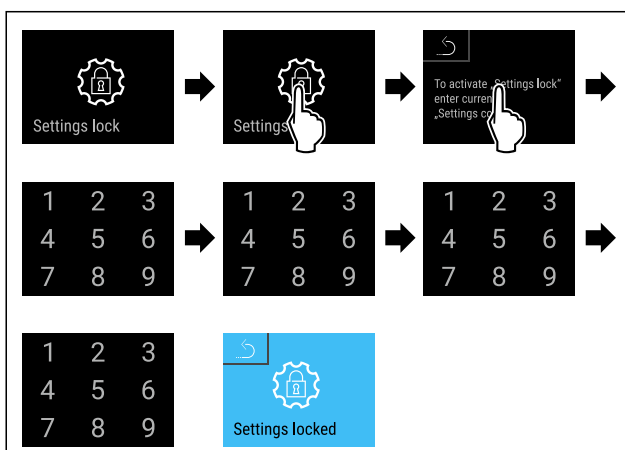 Settings lock
Settings
To activate „Settings lock"
enter curren
„Settings co
1 2 3
4 5 6
7 8 9
1 2 3
4 5 6
7 8 9
1 2 3
4 5 6
7 8 9
1 2 3
4 5 6
7 8 9
Settings locked